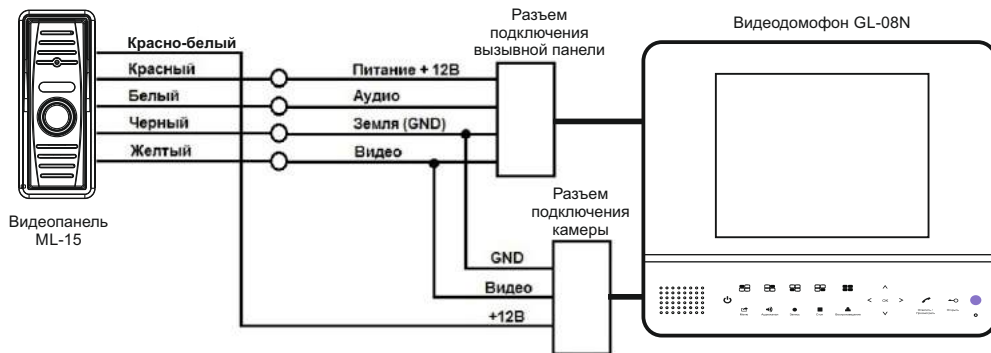 Разъем
подключения
вызывной панели
Видеодомофон GL-08N
Красно-белый
Красный
Питание + 12В
Белый
Аудио
Черный
Земля (GND)
Желтый
Видео
Видеопанель
ML-15
Разъем
подключения
камеры
GND
Видео
+12В
OK